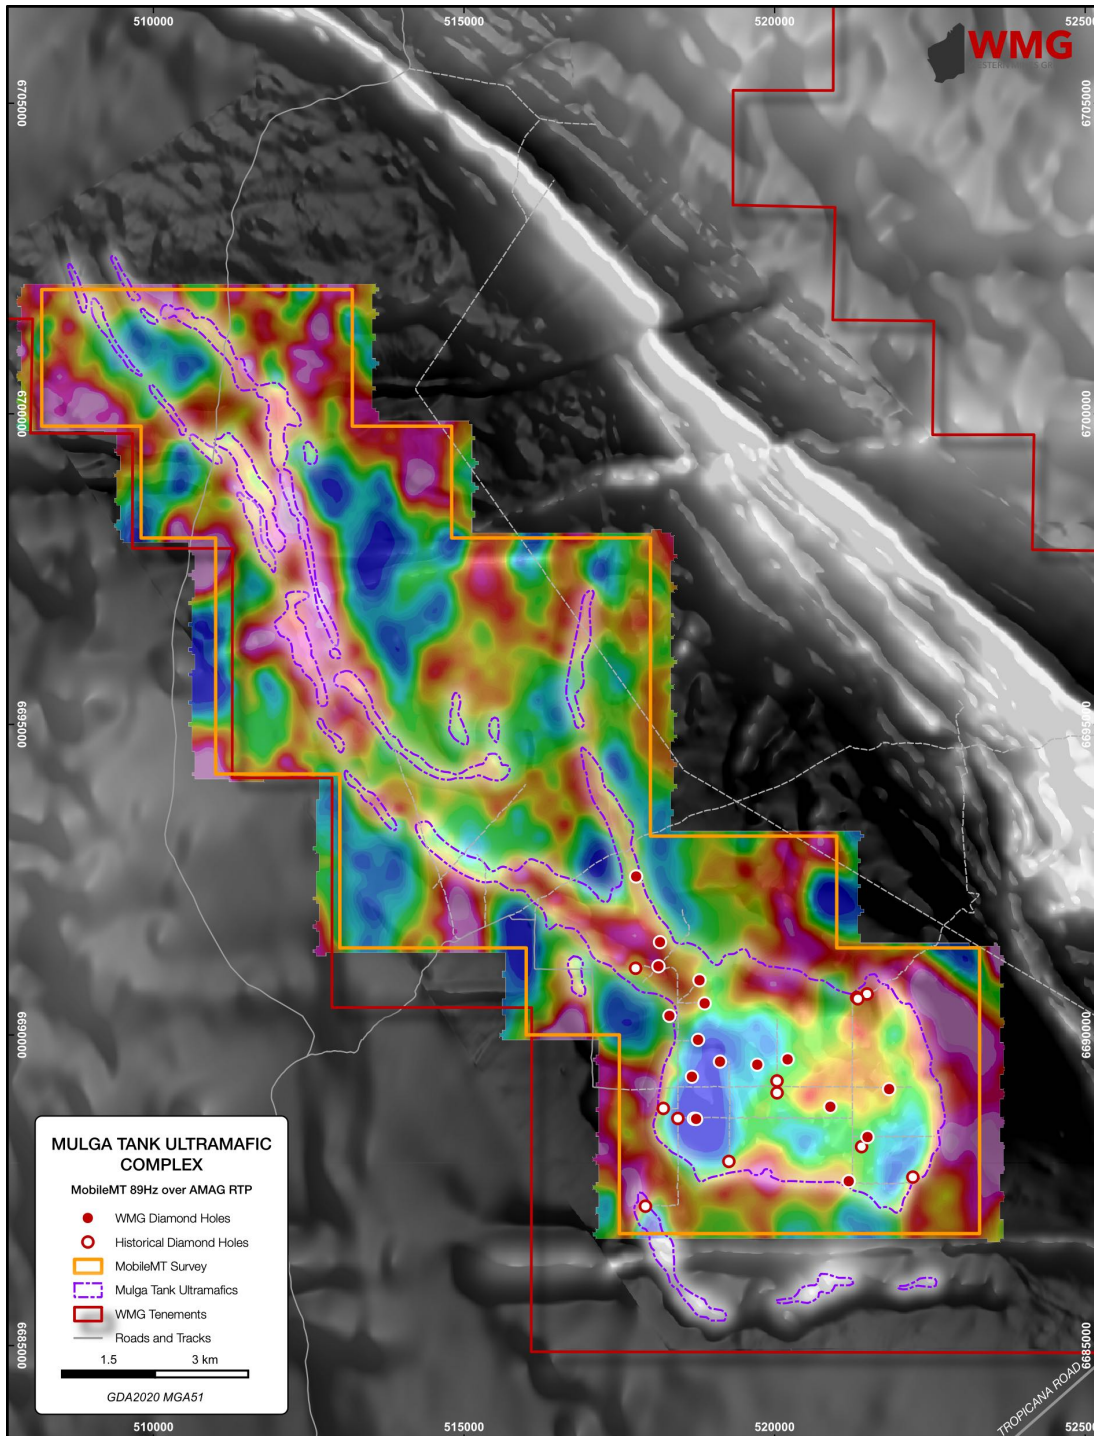 510000
515000
520000
52500
WMG
6705000
6705000
6700000
6700000
6695000
6695000
6690000
6690000
6685000
6685000
MULGA TANK ULTRAMAFIC
COMPLEX
MobileMT 89Hz over AMAG RTP
WMG Diamond Holes
Historical Diamond Holes
MobileMT Survey
Mulga Tank Ultramafics
WMG Tenements
Roads and Tracks
1.5
3 km
GDA2020 MGA51
TROPICANA ROAD
510000
515000
520000
52500